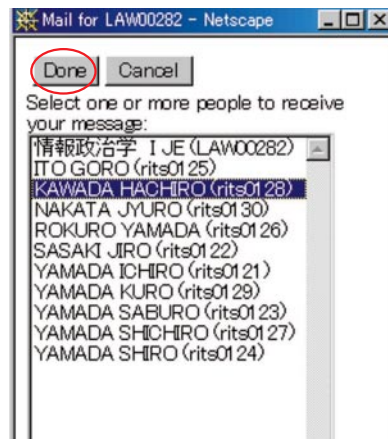 Mail for LAW00282 - Netscape
Done Cancel
Select one or more people to receive
your message:
情報政治学 I JE (LAW00282)
ITO GORO (rits0125)
KAWADA HACHIRO (rits0128)
NAKATA JYURO (rits0130)
ROKURO YAMADA (rits0126)
SASAKI JIRO (rits0122)
YAMADA ICHIRO (rits0121)
YAMADA KURO (rits0129)
YAMADA SABURO (rits0123)
YAMADA SHICHIRO (rits0127)
YAMADA SHIRO (rits0124)